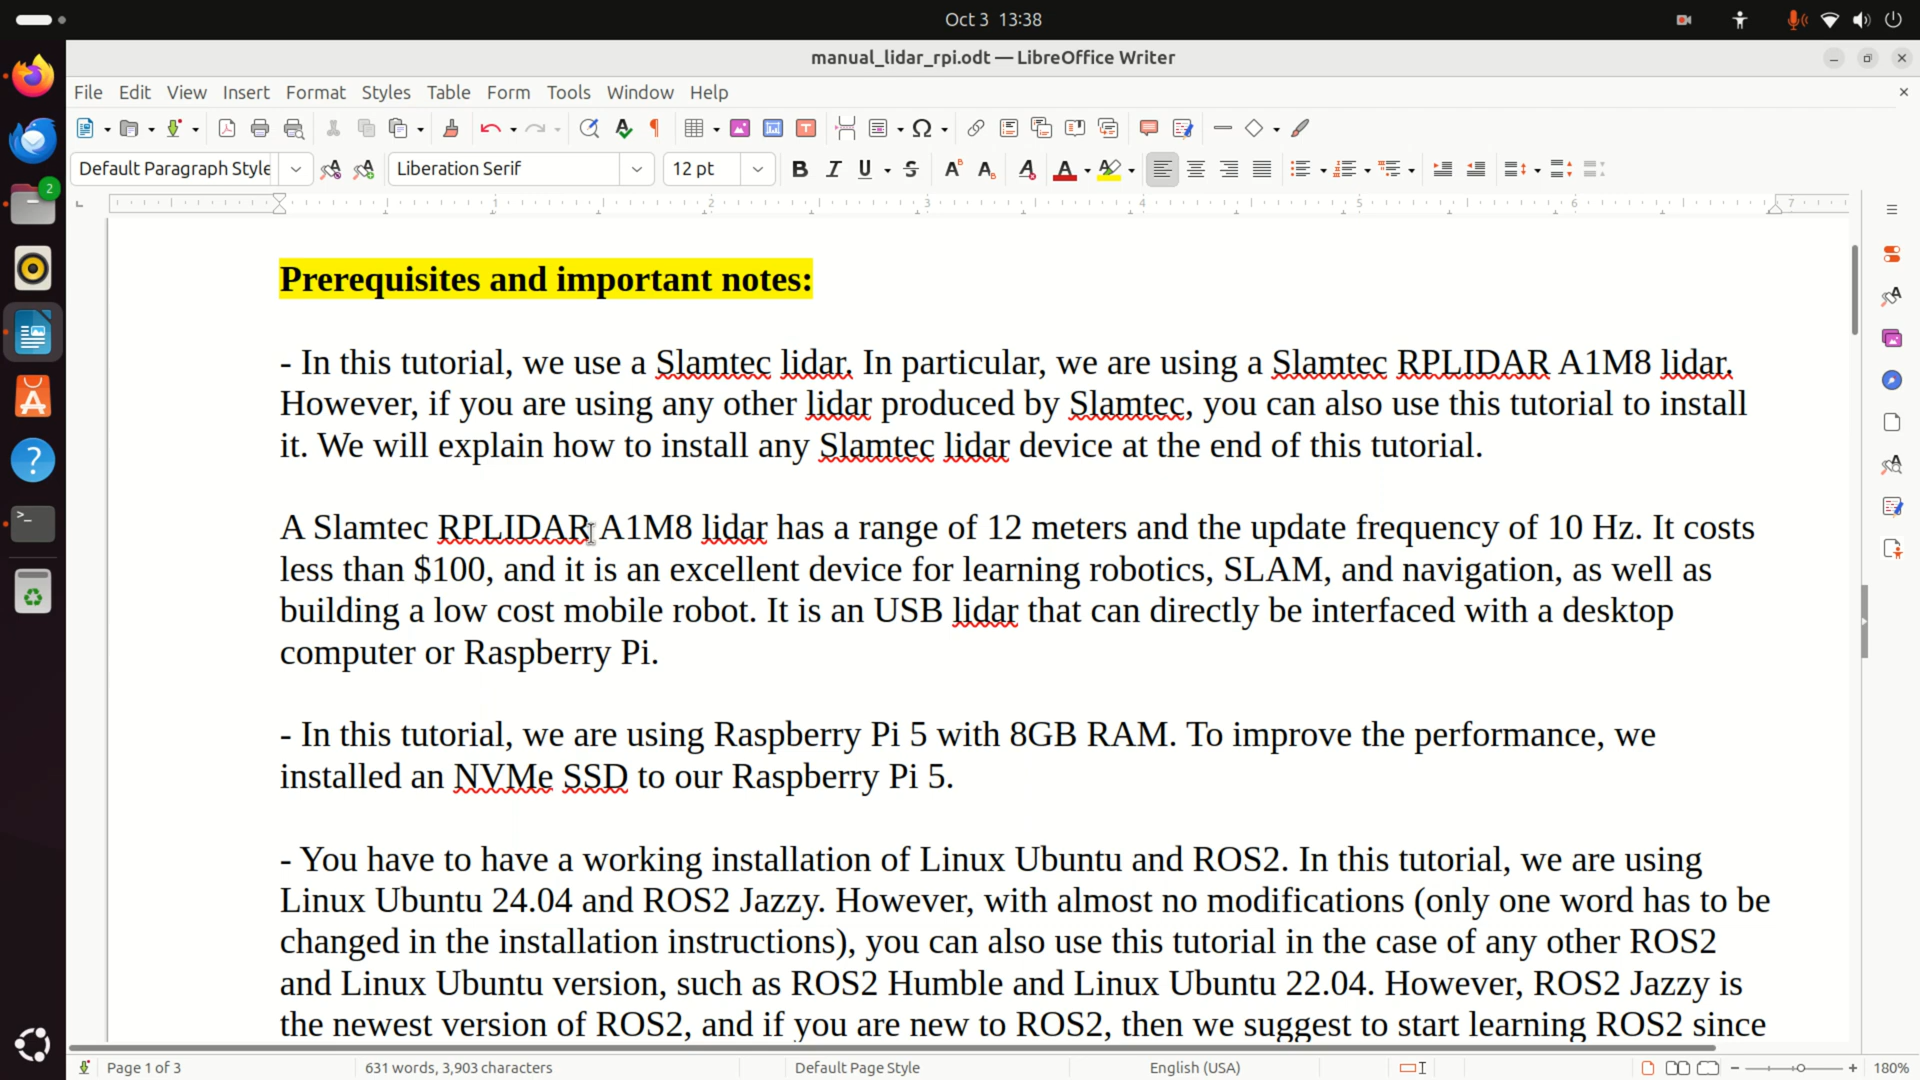 Oct 3 13:38
manual_lidar_rpi.odt — LibreOffice Writer
File Edit View Insert Format Styles Table Form Tools Window Help
Default Paragraph Style Liberation Serif 12 pt
1 2 3 4 5 6 7
Prerequisites and important notes:
- In this tutorial, we use a Slamtec lidar. In particular, we are using a Slamtec RPLIDAR A1M8 lidar.
However, if you are using any other lidar produced by Slamtec, you can also use this tutorial to install
it. We will explain how to install any Slamtec lidar device at the end of this tutorial.
A Slamtec RPLIDAR A1M8 lidar has a range of 12 meters and the update frequency of 10 Hz. It costs
less than $100, and it is an excellent device for learning robotics, SLAM, and navigation, as well as
building a low cost mobile robot. It is an USB lidar that can directly be interfaced with a desktop
computer or Raspberry Pi.
- In this tutorial, we are using Raspberry Pi 5 with 8GB RAM. To improve the performance, we
installed an NVMe SSD to our Raspberry Pi 5.
- You have to have a working installation of Linux Ubuntu and ROS2. In this tutorial, we are using
Linux Ubuntu 24.04 and ROS2 Jazzy. However, with almost no modifications (only one word has to be
changed in the installation instructions), you can also use this tutorial in the case of any other ROS2
and Linux Ubuntu version, such as ROS2 Humble and Linux Ubuntu 22.04. However, ROS2 Jazzy is
the newest version of ROS2, and if you are new to ROS2, then we suggest to start learning ROS2 since
Page 1 of 3 631 words, 3,903 characters Default Page Style English (USA) 180%